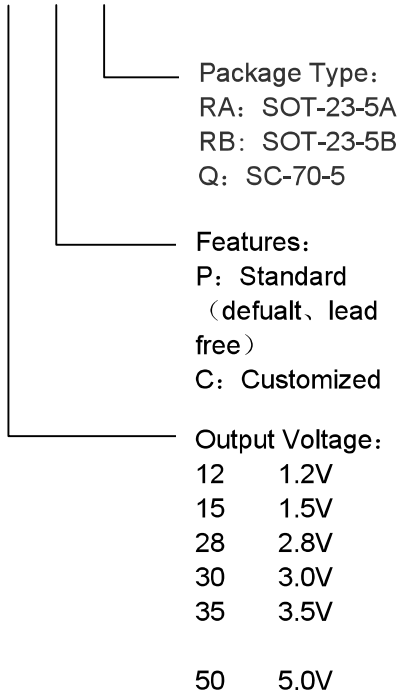 Package Type：
RA：SOT-23-5A
RB：SOT-23-5B
Q：SC-70-5
Features：
P：Standard
（defualt、lead
free）
C：Customized
Output Voltage：
12 1.2V
15 1.5V
28 2.8V
30 3.0V
35 3.5V
50 5.0V